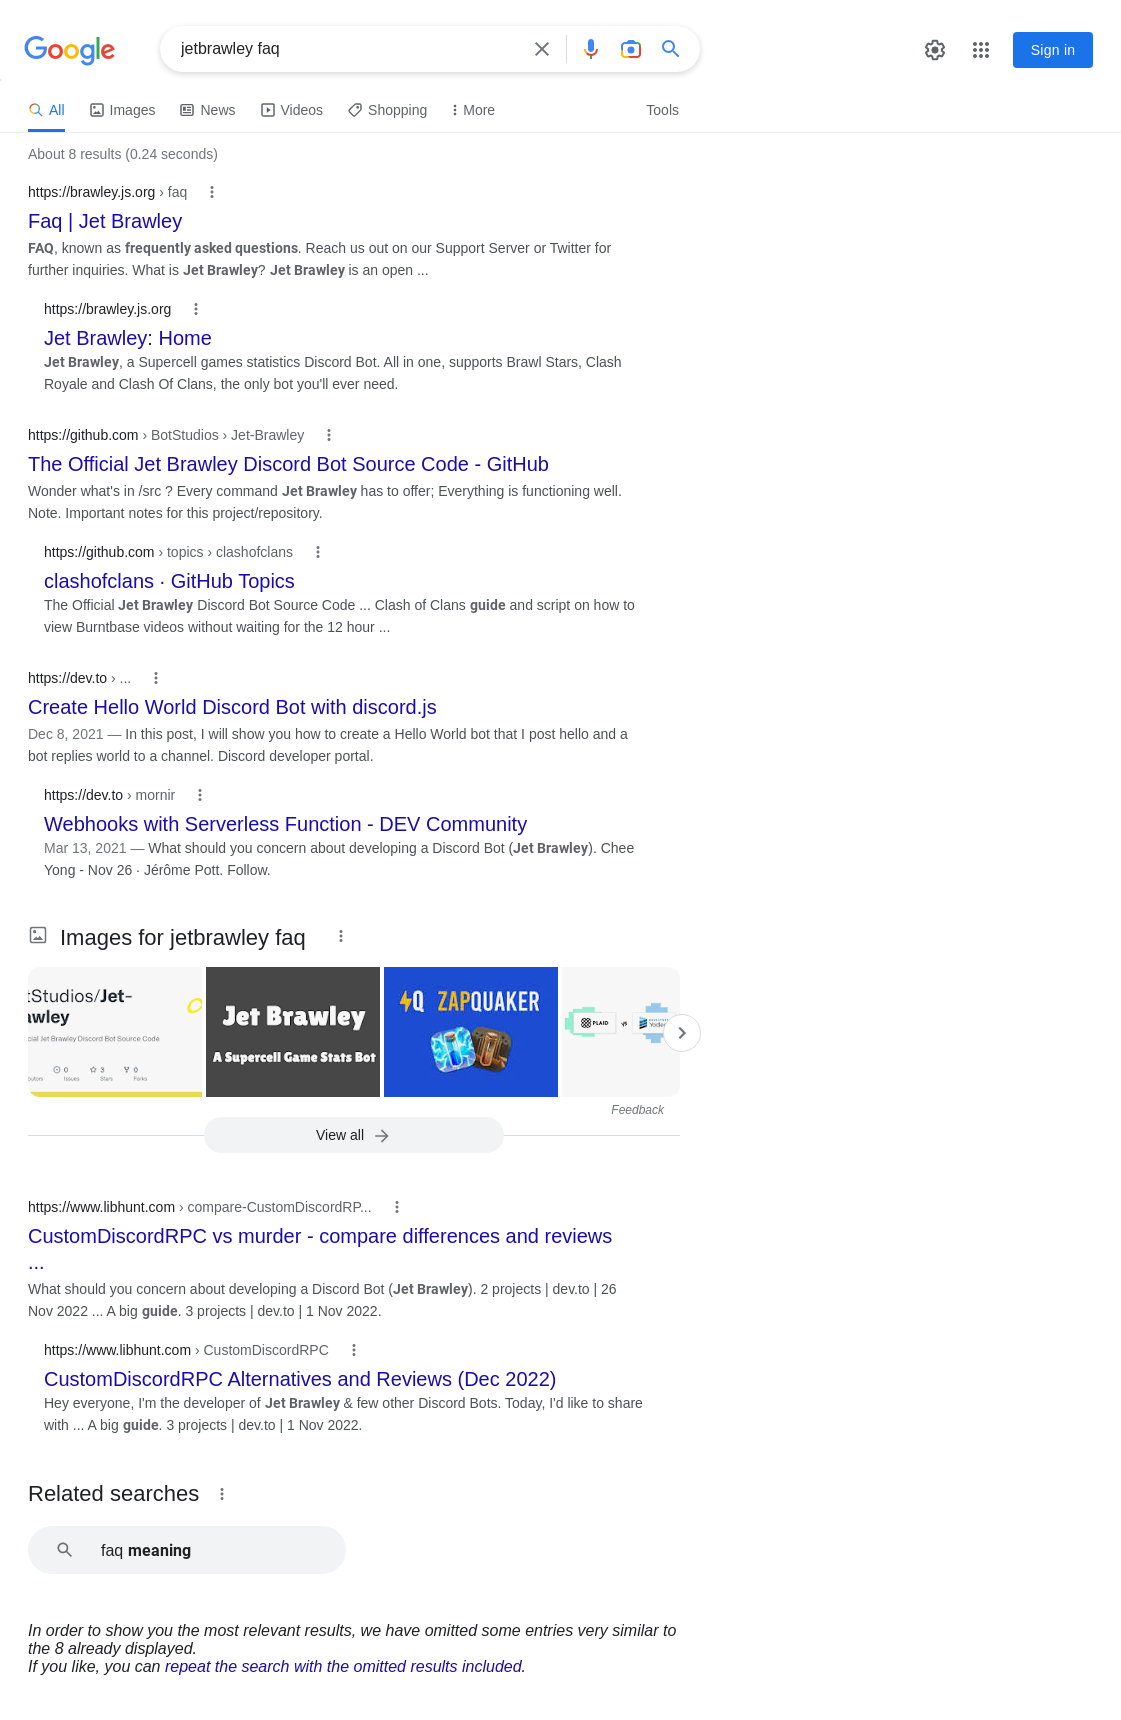 Google
jetbrawley faq
Sign in
All
Images
News
Videos
Shopping
More
Tools
About 8 results (0.24 seconds)
https://brawley.js.org › faq
Faq | Jet Brawley
FAQ, known as frequently asked questions. Reach us out on our Support Server or Twitter for
further inquiries. What is Jet Brawley? Jet Brawley is an open ...
https://brawley.js.org
Jet Brawley: Home
Jet Brawley, a Supercell games statistics Discord Bot. All in one, supports Brawl Stars, Clash
Royale and Clash Of Clans, the only bot you'll ever need.
https://github.com › BotStudios › Jet-Brawley
The Official Jet Brawley Discord Bot Source Code - GitHub
Wonder what's in /src ? Every command Jet Brawley has to offer; Everything is functioning well.
Note. Important notes for this project/repository.
https://github.com › topics › clashofclans
clashofclans · GitHub Topics
The Official Jet Brawley Discord Bot Source Code ... Clash of Clans guide and script on how to
view Burntbase videos without waiting for the 12 hour ...
https://dev.to › ...
Create Hello World Discord Bot with discord.js
Dec 8, 2021 — In this post, I will show you how to create a Hello World bot that I post hello and a
bot replies world to a channel. Discord developer portal.
https://dev.to › mornir
Webhooks with Serverless Function - DEV Community
Mar 13, 2021 — What should you concern about developing a Discord Bot (Jet Brawley). Chee
Yong - Nov 26 · Jérôme Pott. Follow.
Images for jetbrawley faq
tStudios/Jet-
awley
cial Jet Brawley Discord Bot Source Code
0
3
0
Issues
Stars
Forks
Jet Brawley
A Supercell Game Stats Bot
Q ZAPQUAKER
PLAID
vs
Yodlee
Feedback
View all
https://www.libhunt.com › compare-CustomDiscordRP...
CustomDiscordRPC vs murder - compare differences and reviews
...
What should you concern about developing a Discord Bot (Jet Brawley). 2 projects | dev.to | 26
Nov 2022 ... A big guide. 3 projects | dev.to | 1 Nov 2022.
https://www.libhunt.com › CustomDiscordRPC
CustomDiscordRPC Alternatives and Reviews (Dec 2022)
Hey everyone, I'm the developer of Jet Brawley & few other Discord Bots. Today, I'd like to share
with ... A big guide. 3 projects | dev.to | 1 Nov 2022.
Related searches
faq meaning
In order to show you the most relevant results, we have omitted some entries very similar to
the 8 already displayed.
If you like, you can repeat the search with the omitted results included.